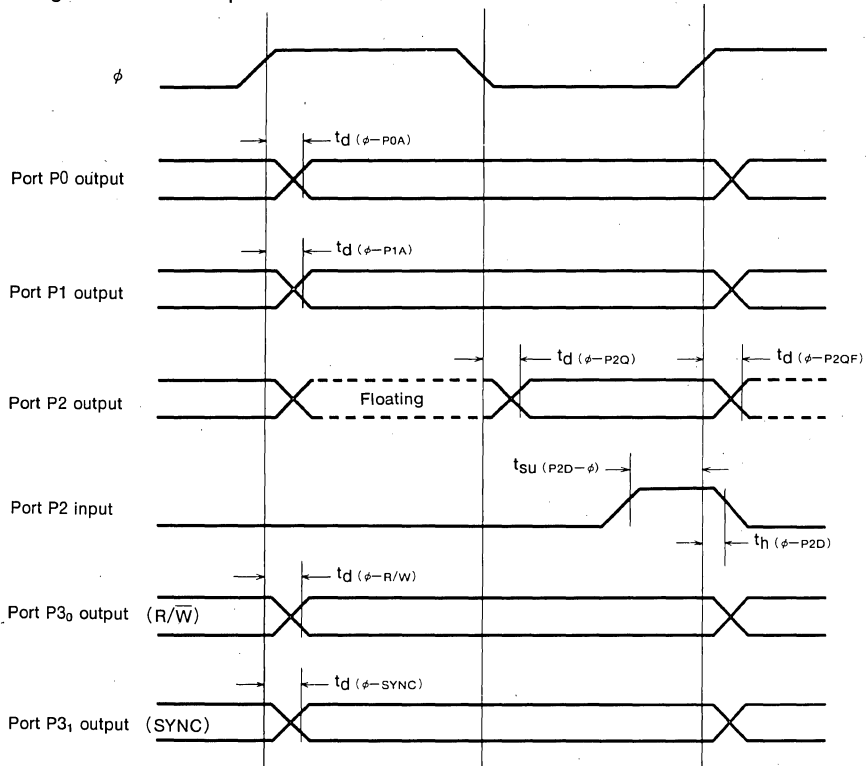 ϕ
td (ϕ−P0A)
Port P0 output
td (ϕ−P1A)
Port P1 output
td (ϕ−P2Q)
td (ϕ−P2QF)
Port P2 output
Floating
tsu (P2D−ϕ)
Port P2 input
th (ϕ−P2D)
td (ϕ−R/W)
Port P3₀ output (R/W̅)
td (ϕ−SYNC)
Port P3₁ output (SYNC)